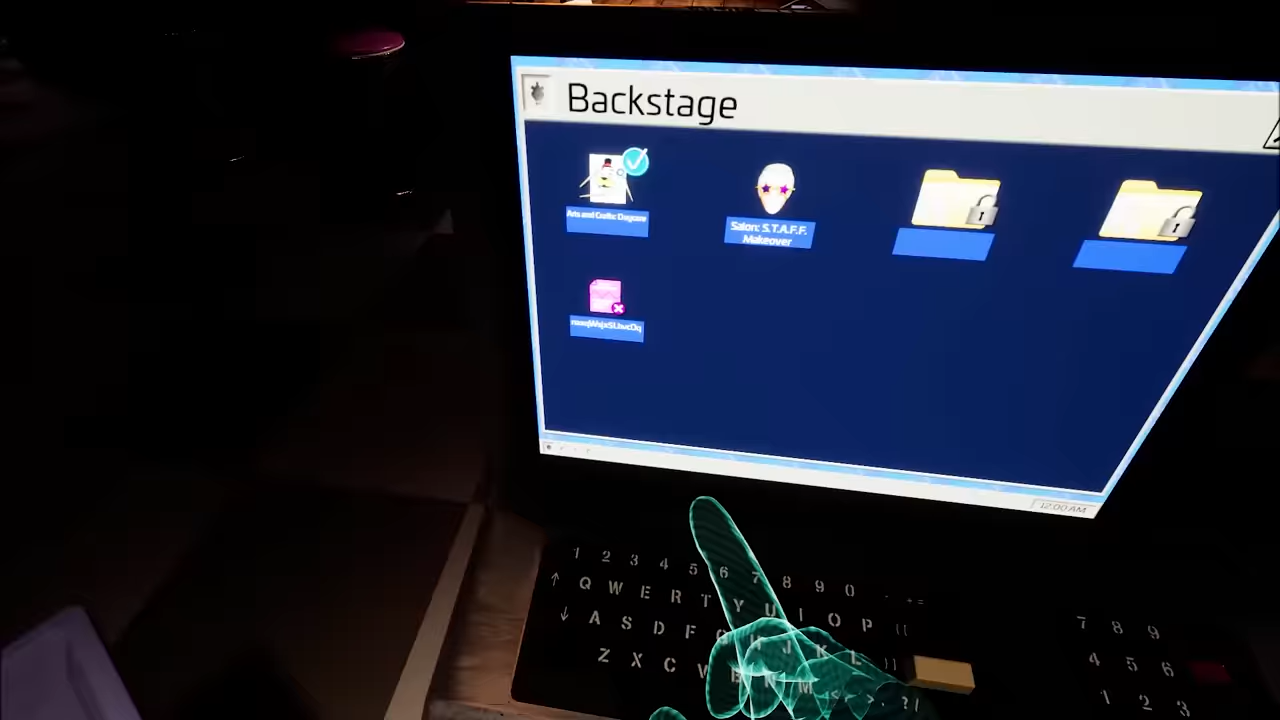 Backstage
Arts and Crafts: Daycare
Salon: S.T.A.F.F.
Makeover
12:00 AM
1 2 3 4 5 6 7 8 9 0
Q W E R T Y U I O P
A S D F G H J K L
Z X C V B N M
7 8 9
4 5 6
1 2 3